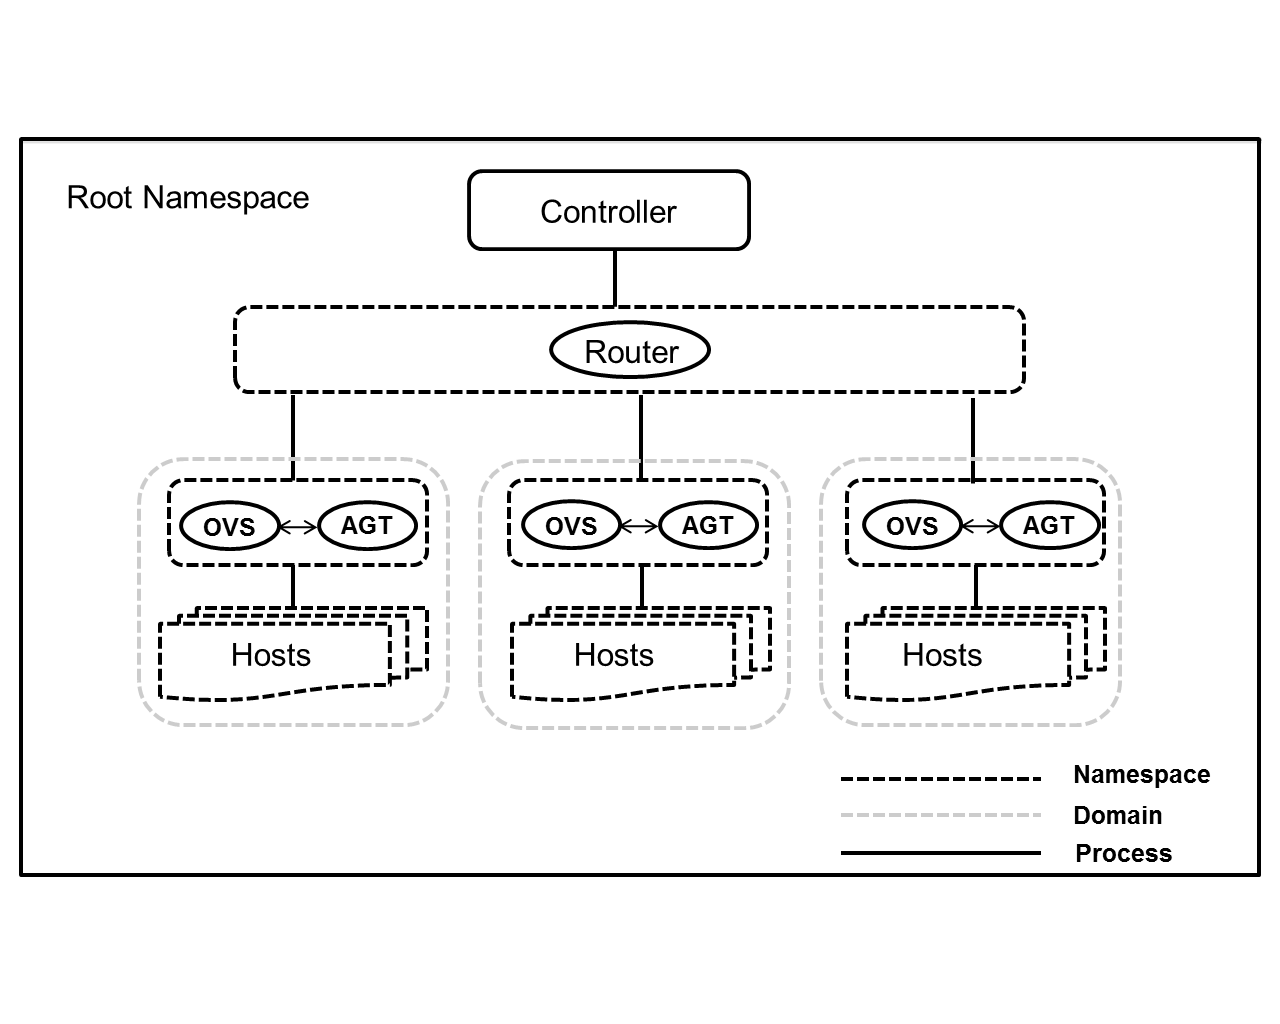 Root Namespace
Controller
Router
OVS
AGT
OVS
AGT
OVS
AGT
Hosts
Hosts
Hosts
Namespace
Domain
Process